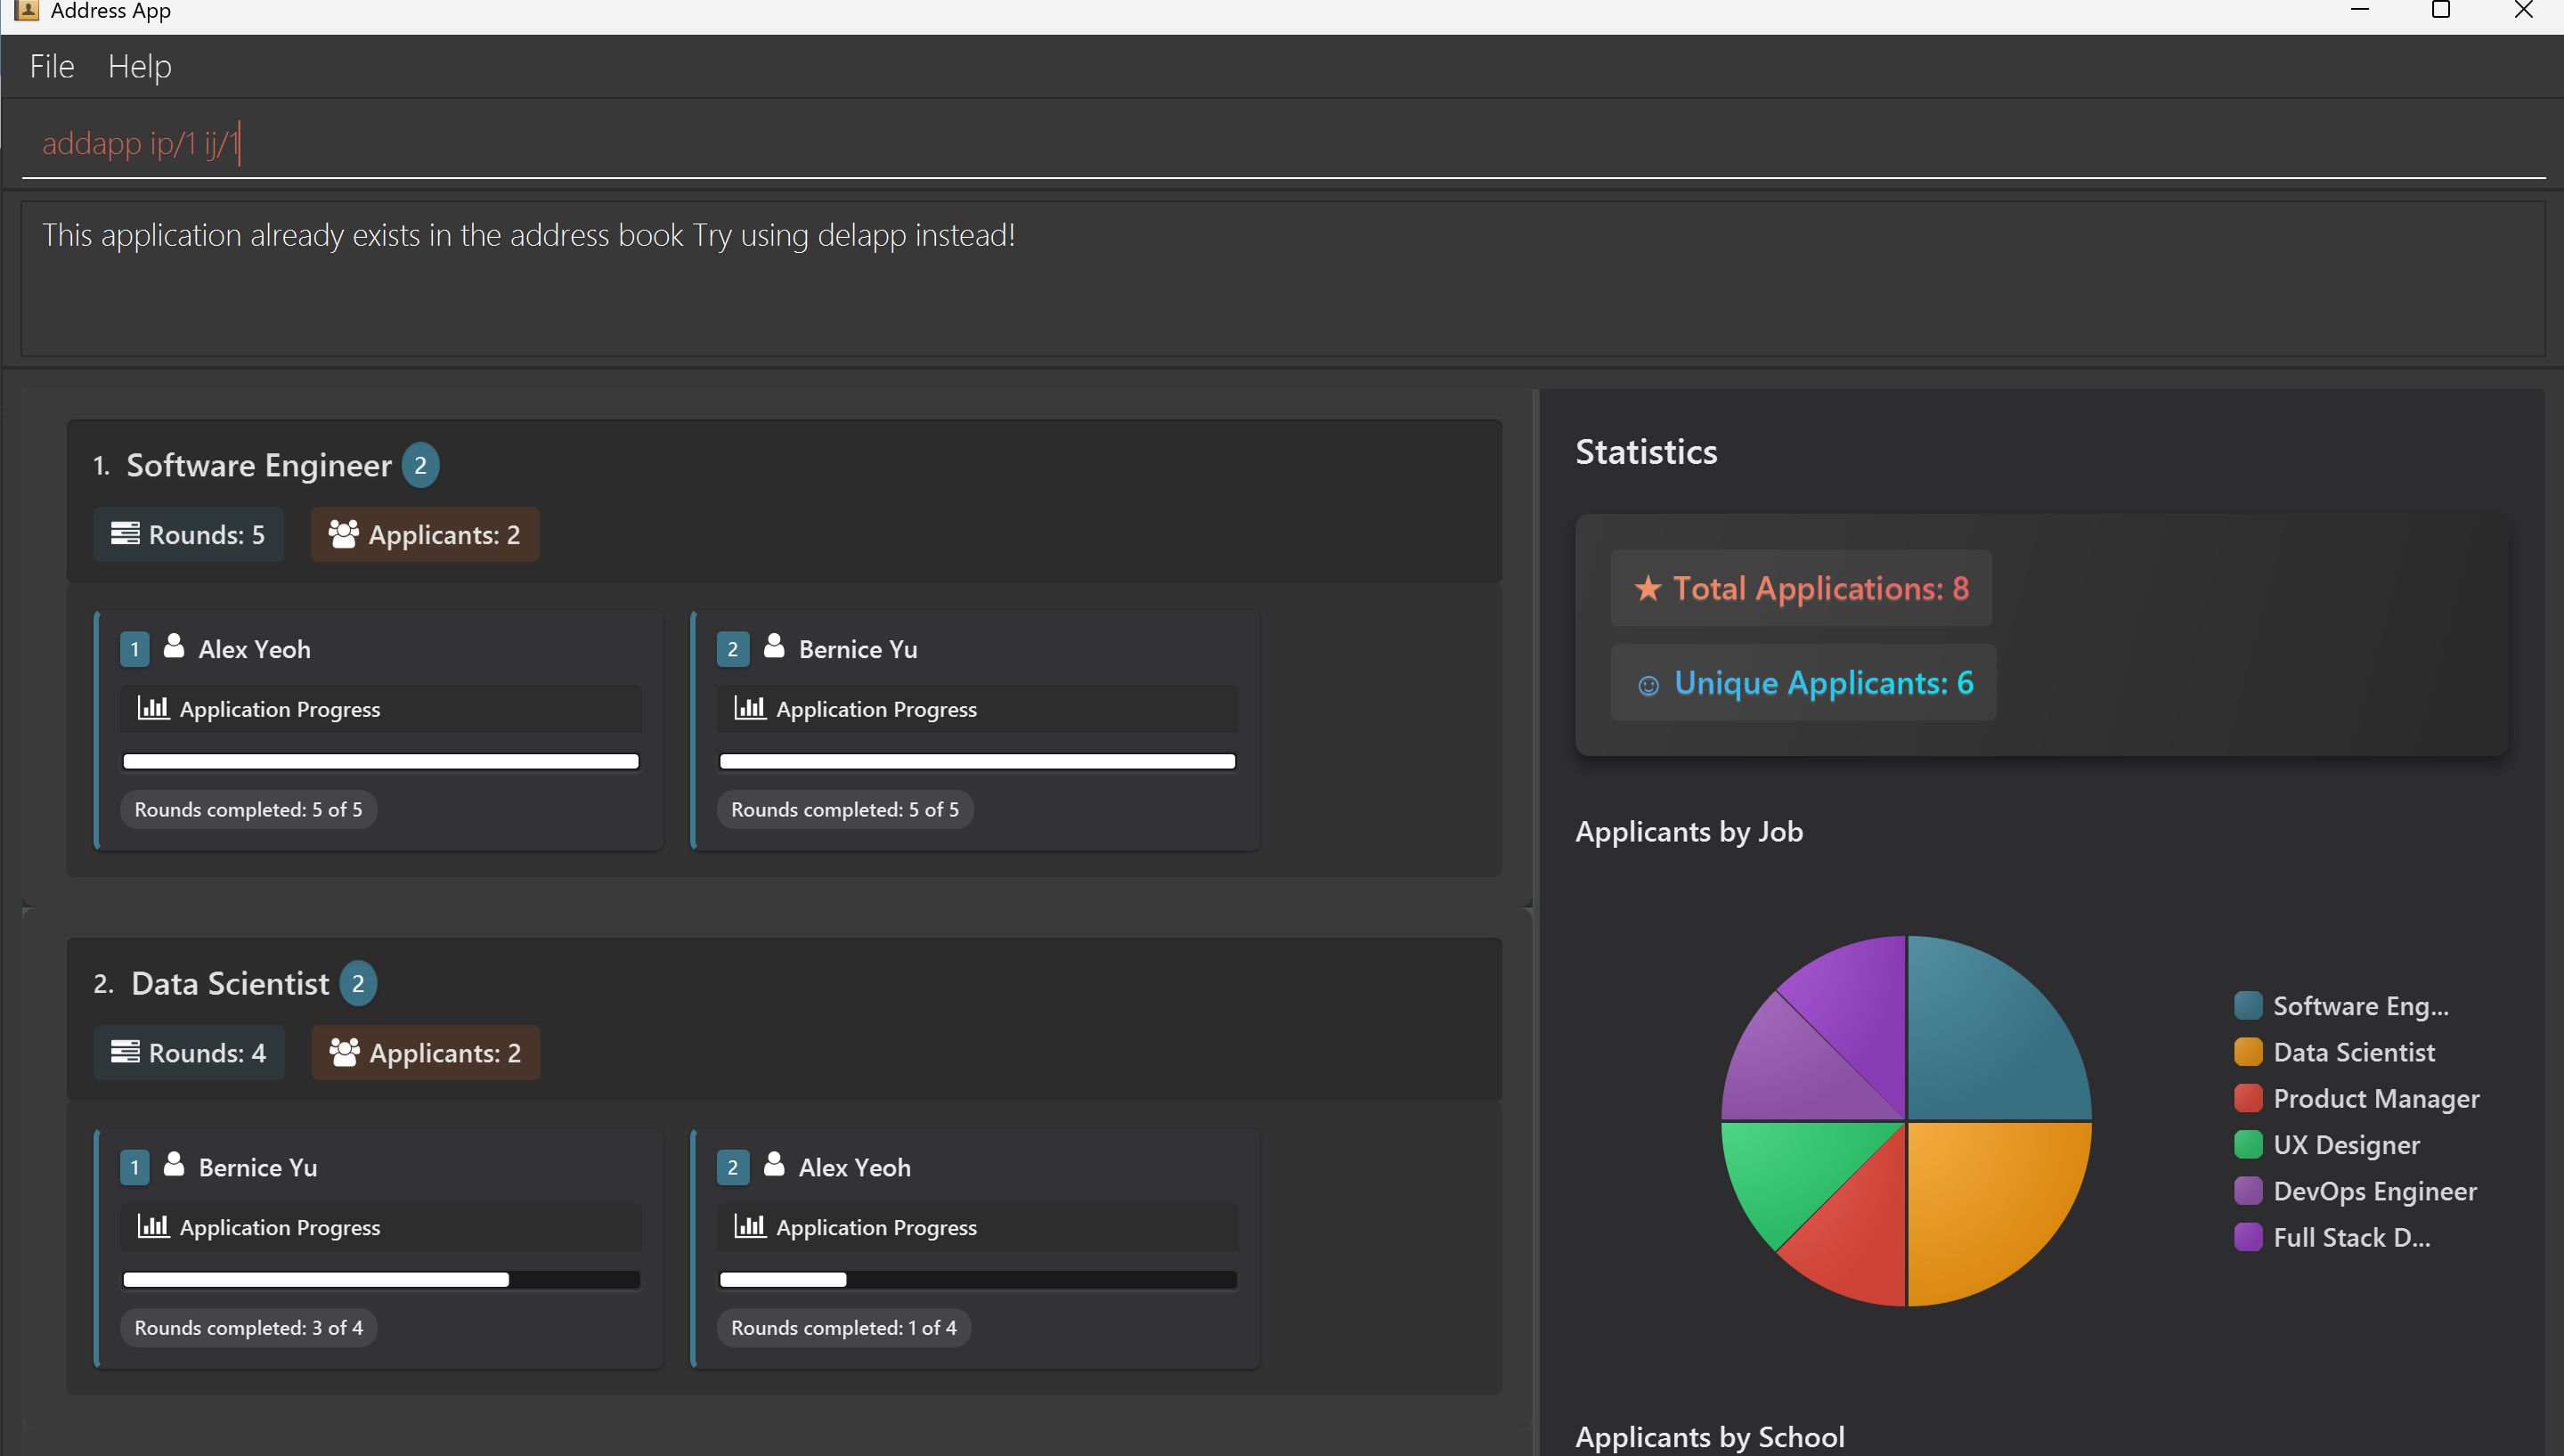 Address App
File Help
addapp ip/1 ij/1
This application already exists in the address book Try using delapp instead!
1. Software Engineer 2
Rounds: 5 Applicants: 2
1 Alex Yeoh
Application Progress
Rounds completed: 5 of 5
2 Bernice Yu
Application Progress
Rounds completed: 5 of 5
2. Data Scientist 2
Rounds: 4 Applicants: 2
1 Bernice Yu
Application Progress
Rounds completed: 3 of 4
2 Alex Yeoh
Application Progress
Rounds completed: 1 of 4
Statistics
★ Total Applications: 8
☺ Unique Applicants: 6
Applicants by Job
Software Eng...
Data Scientist
Product Manager
UX Designer
DevOps Engineer
Full Stack D...
Applicants by School